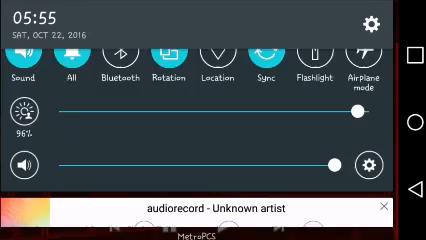 05:55
SAT, OCT 22, 2016
Sound
All
Bluetooth
Rotation
Location
Sync
Flashlight
Airplane
mode
96%
audiorecord - Unknown artist
MetroPCS